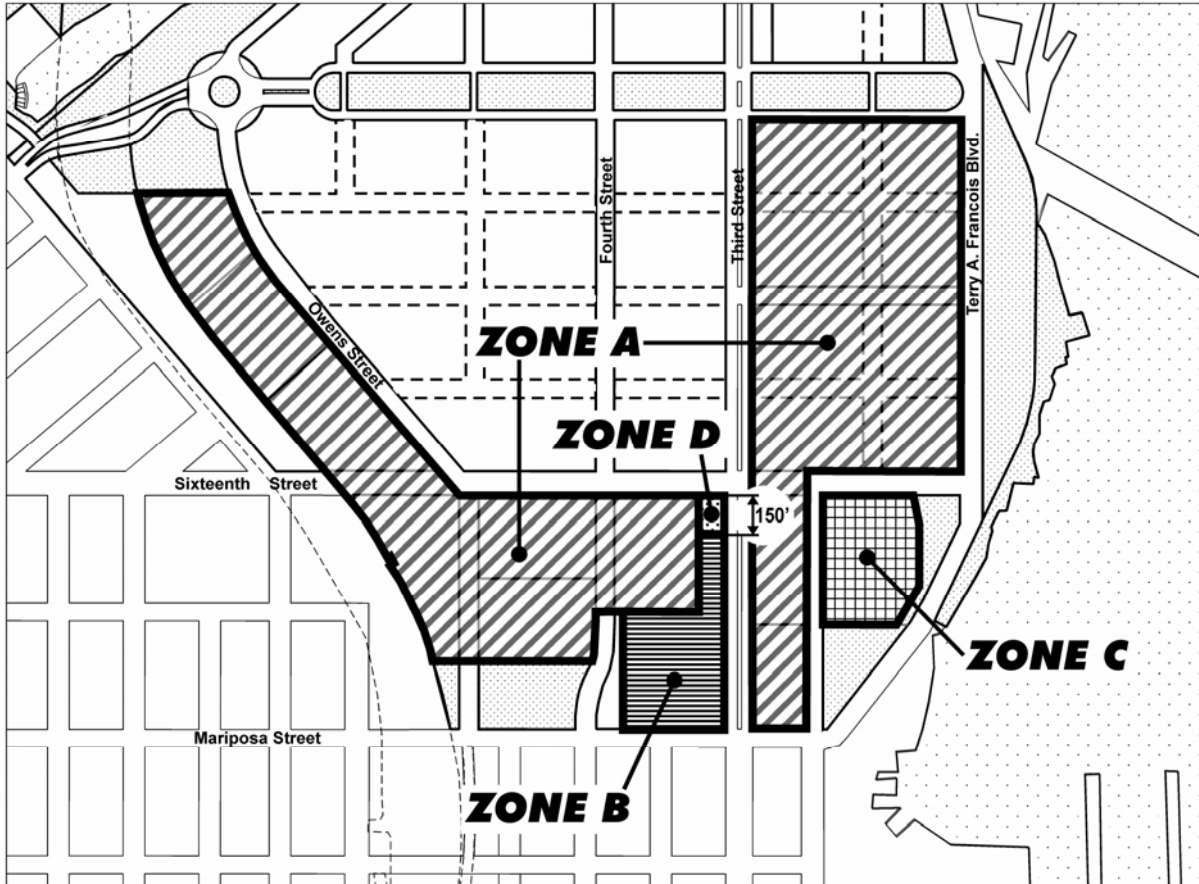 Fourth Street
Third Street
Terry A. Francois Blvd.
Owens Street
ZONE A
ZONE D
Sixteenth Street
150'
ZONE C
Mariposa Street
ZONE B